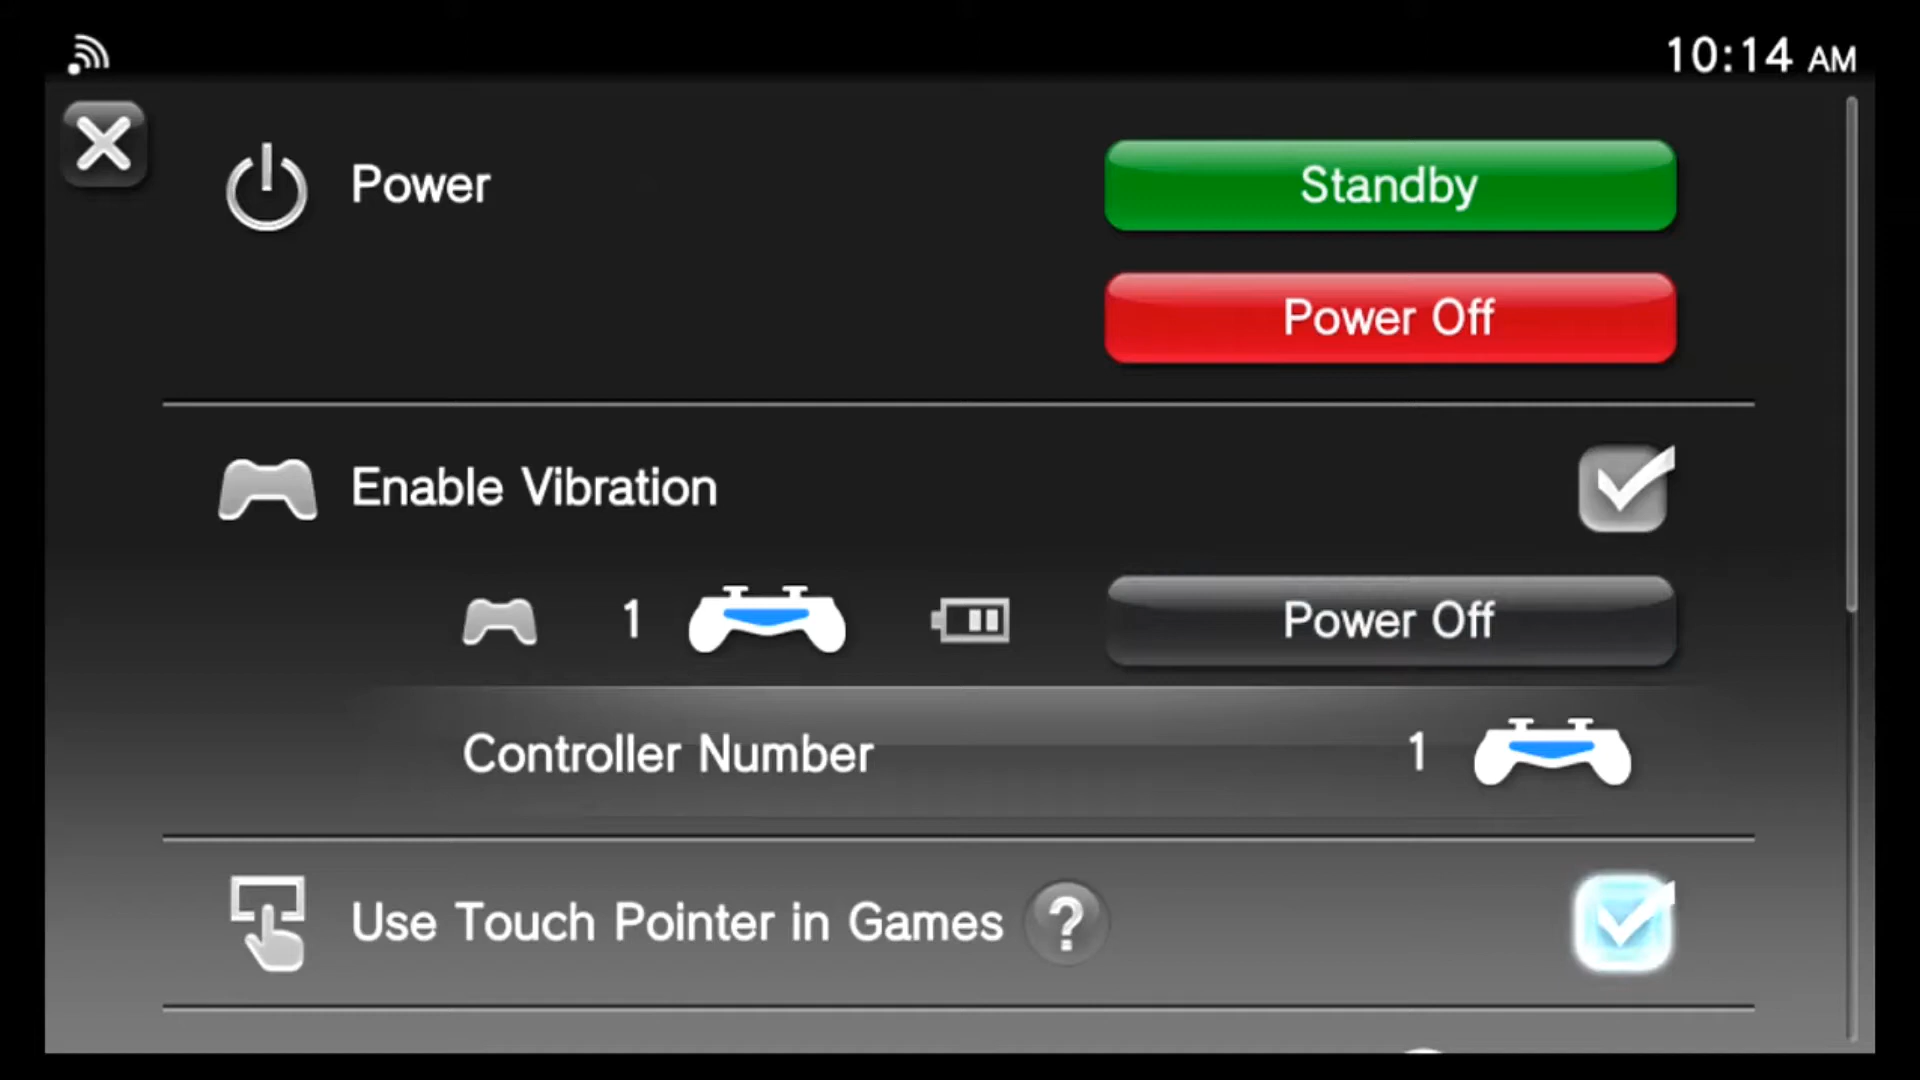 10:14 AM
Power
Standby
Power Off
Enable Vibration
1
Power Off
Controller Number
1
Use Touch Pointer in Games
?